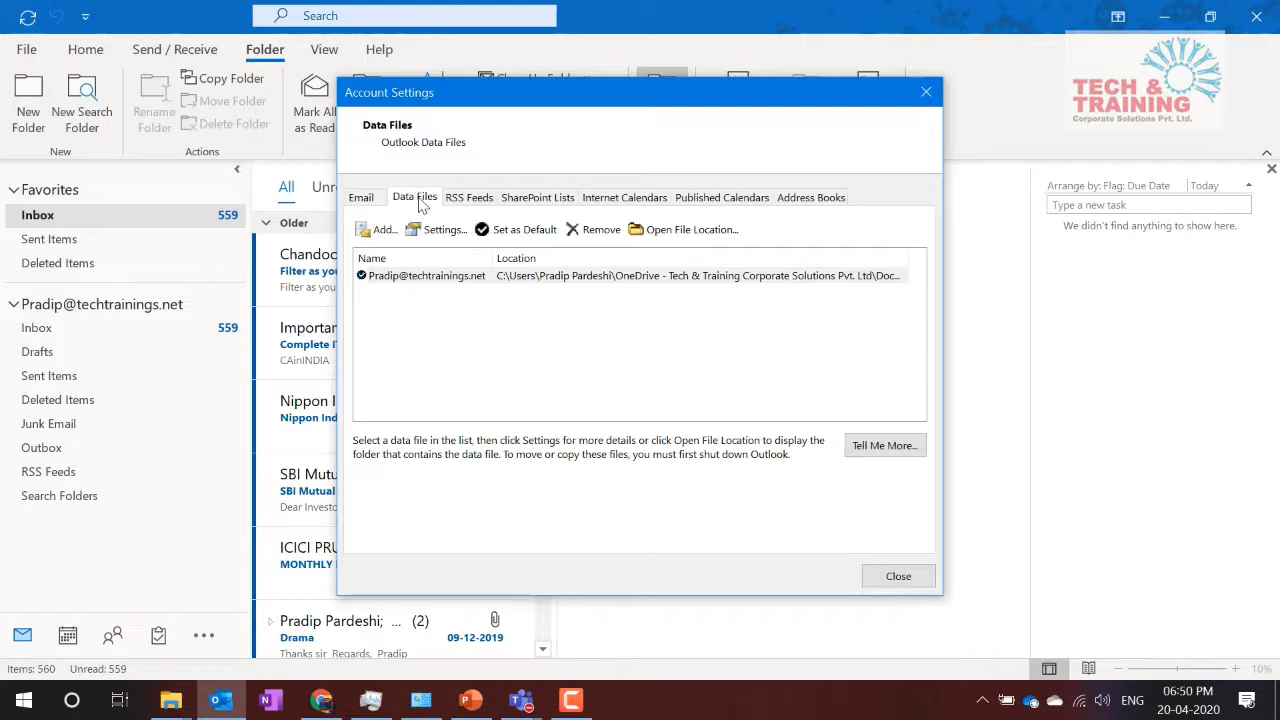 Search
File Home Send / Receive Folder View Help
New Folder
New Search Folder
Rename Folder
Copy Folder
Move Folder
Delete Folder
Mark All as Read
New
Actions
TECH & TRAINING
Corporate Solutions Pvt. Ltd.
Favorites
Inbox 559
Sent Items
Deleted Items
Pradip@techtrainings.net
Inbox 559
Drafts
Sent Items
Deleted Items
Junk Email
Outbox
RSS Feeds
Search Folders
All Unr
Older
Chandoo
Filter as you
Filter as you
Importan
Complete I
CAinINDIA
Nippon I
Nippon Ind
SBI Mutu
SBI Mutual
Dear Investo
ICICI PRU
MONTHLY
Pradip Pardeshi; ... (2)
Drama 09-12-2019
Thanks sir Regards, Pradip
Account Settings
Data Files
Outlook Data Files
Email Data Files RSS Feeds SharePoint Lists Internet Calendars Published Calendars Address Books
Add... Settings... Set as Default Remove Open File Location...
Name Location
Pradip@techtrainings.net C:\Users\Pradip Pardeshi\OneDrive - Tech & Training Corporate Solutions Pvt. Ltd\Doc...
Select a data file in the list, then click Settings for more details or click Open File Location to display the
folder that contains the data file. To move or copy these files, you must first shut down Outlook.
Tell Me More...
Close
Arrange by: Flag: Due Date Today
Type a new task
We didn't find anything to show here.
Items: 560 Unread: 559
10%
ENG
06:50 PM
20-04-2020